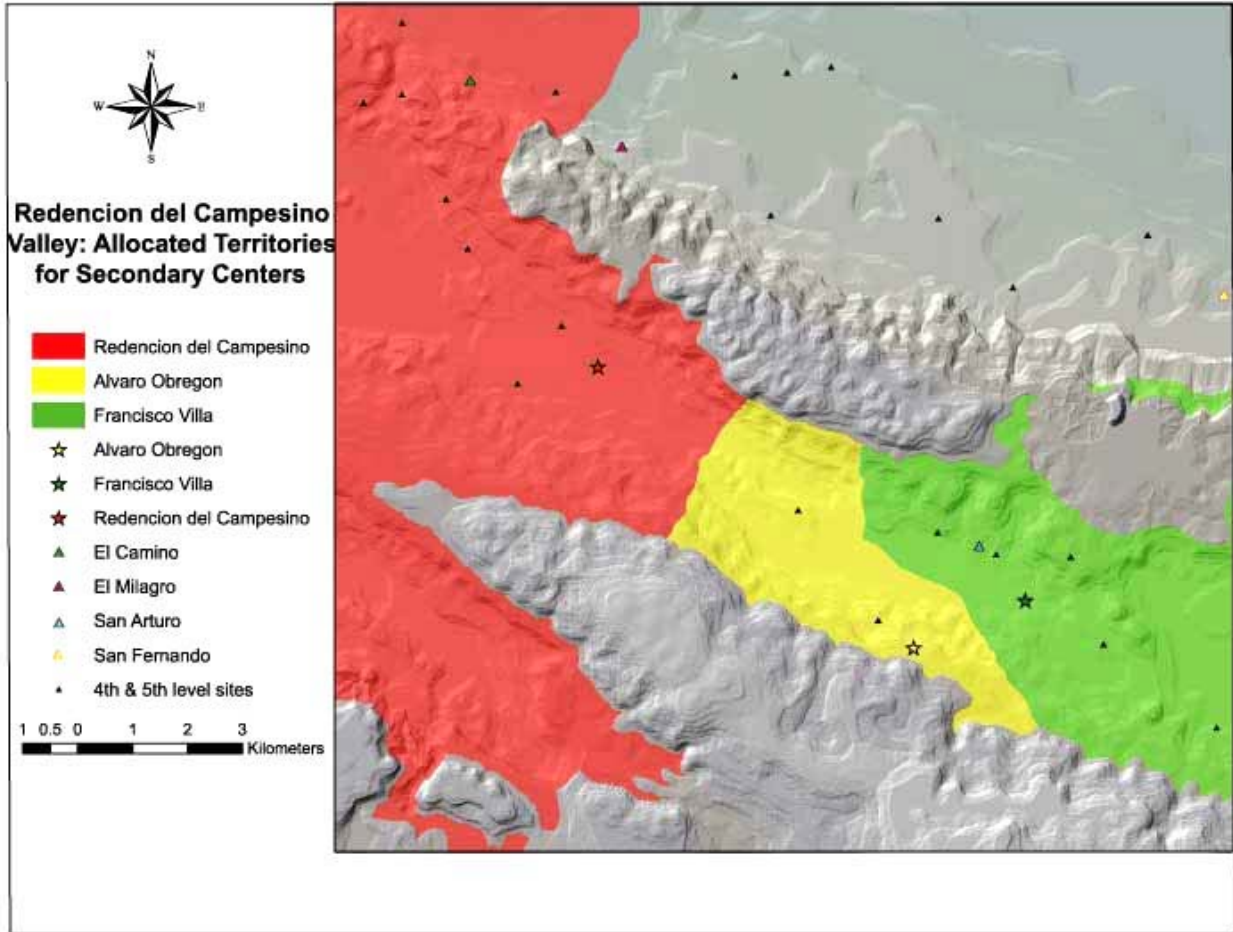 N
W E
S
Redencion del Campesino
Valley: Allocated Territories
for Secondary Centers
Redencion del Campesino
Alvaro Obregon
Francisco Villa
Alvaro Obregon
Francisco Villa
Redencion del Campesino
El Camino
El Milagro
San Arturo
San Fernando
4th & 5th level sites
1 0.5 0 1 2 3
Kilometers